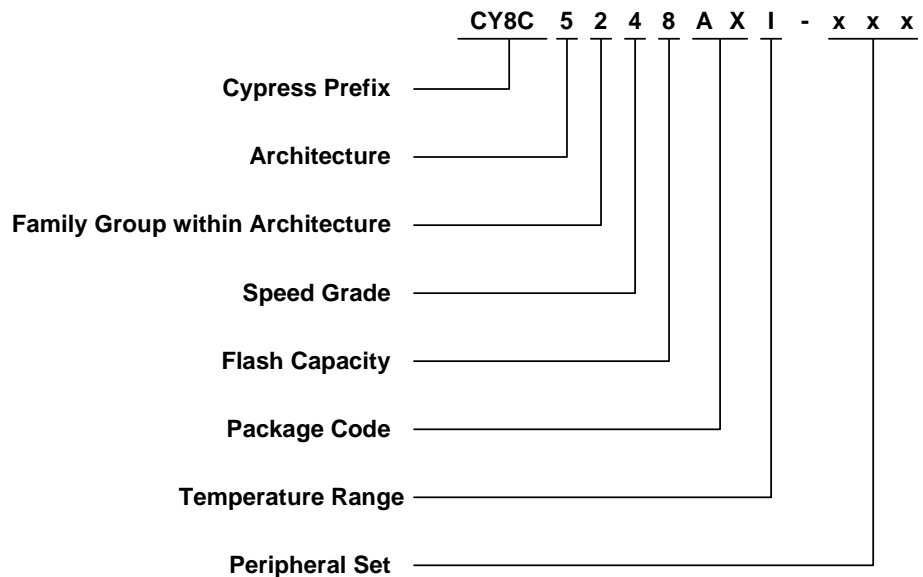 CY8C 5 2 4 8 A X I - x x x
Cypress Prefix
Architecture
Family Group within Architecture
Speed Grade
Flash Capacity
Package Code
Temperature Range
Peripheral Set